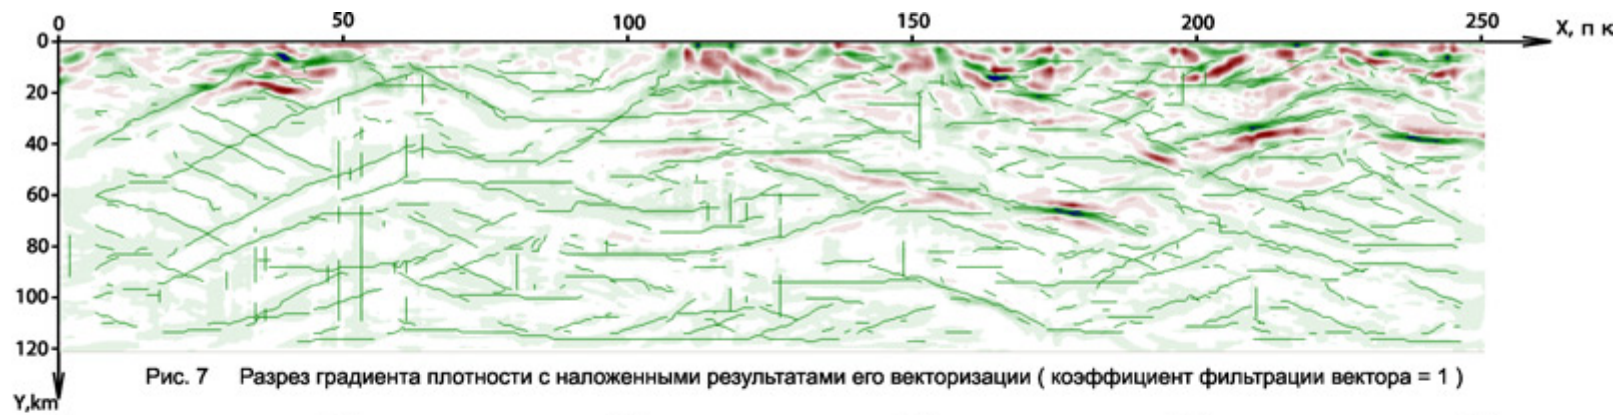 0 50 100 150 200 250 X, п к
0
20
40
60
80
100
120
Рис. 7 Разрез градиента плотности с наложенными результатами его векторизации ( коэффициент фильтрации вектора = 1 )
Y,km